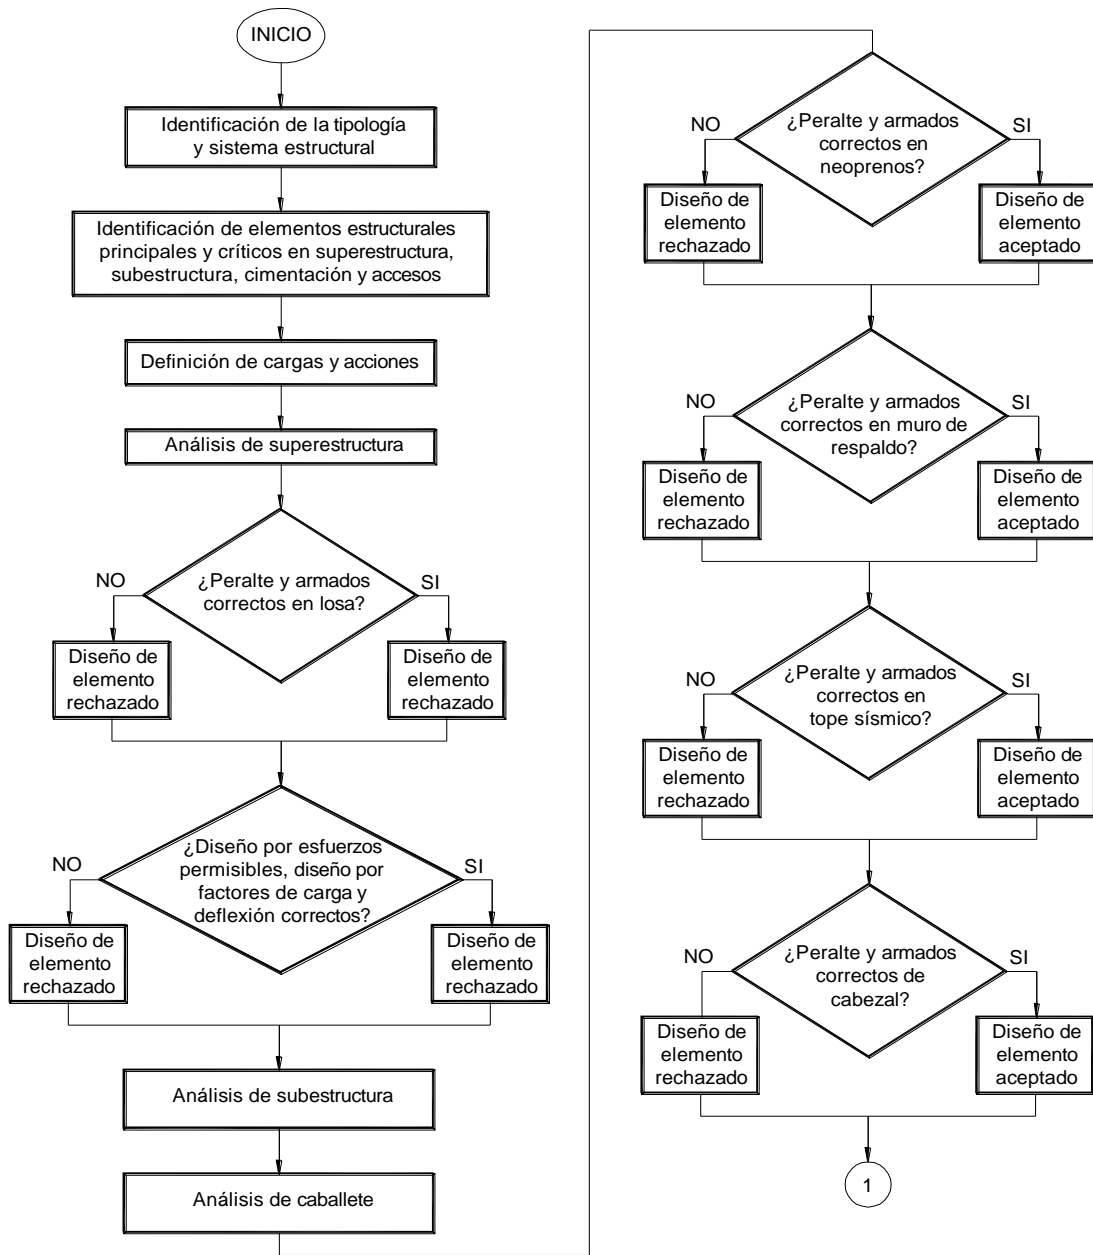 INICIO
Identificación de la tipología
y sistema estructural
Identificación de elementos estructurales
principales y críticos en superestructura,
subestructura, cimentación y accesos
Definición de cargas y acciones
Análisis de superestructura
¿Peralte y armados
correctos en losa?
NO
SI
Diseño de
elemento
rechazado
Diseño de
elemento
rechazado
¿Diseño por esfuerzos
permisibles, diseño por
factores de carga y
deflexión correctos?
NO
SI
Diseño de
elemento
rechazado
Diseño de
elemento
rechazado
Análisis de subestructura
Análisis de caballete
¿Peralte y armados
correctos en
neoprenos?
NO
SI
Diseño de
elemento
rechazado
Diseño de
elemento
aceptado
¿Peralte y armados
correctos en muro de
respaldo?
NO
SI
Diseño de
elemento
rechazado
Diseño de
elemento
aceptado
¿Peralte y armados
correctos en
tope sísmico?
NO
SI
Diseño de
elemento
rechazado
Diseño de
elemento
aceptado
¿Peralte y armados
correctos de
cabezal?
NO
SI
Diseño de
elemento
rechazado
Diseño de
elemento
aceptado
1